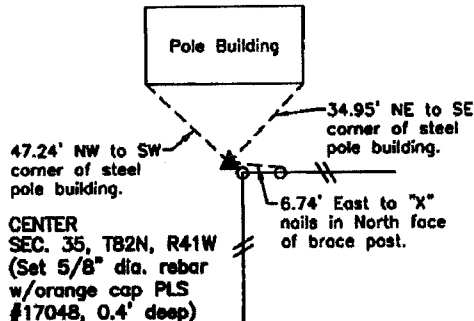 Pole Building
34.95' NE to SE
corner of steel
pole building.
47.24' NW to SW
corner of steel
pole building.
6.74' East to "X"
nails in North face
of brace post.
CENTER
SEC. 35, T82N, R41W
(Set 5/8" dia. rebar
w/orange cap PLS
#17048, 0.4' deep)